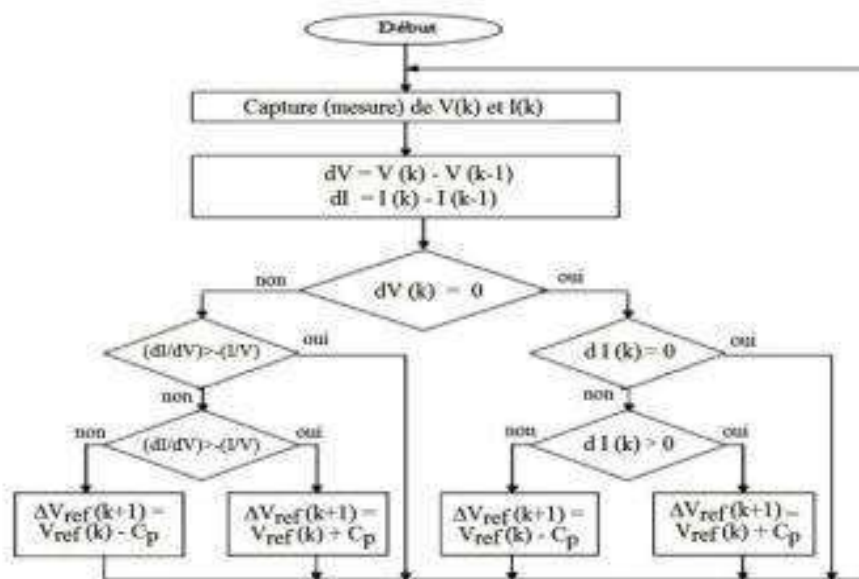 Début
Capture (mesure) de V(k) et I(k)
dV = V (k) - V (k-1)
dI = I (k) - I (k-1)
non
dV (k) = 0
oui
(dI/dV)>-(I/V)
oui
d I (k) = 0
oui
non
non
non
(dI/dV)>-(I/V)
oui
non
d I (k) > 0
oui
ΔVref (k+1) =
Vref (k) - Cp
ΔVref (k+1) =
Vref (k) + Cp
ΔVref (k+1) =
Vref (k) - Cp
ΔVref (k+1) =
Vref (k) + Cp